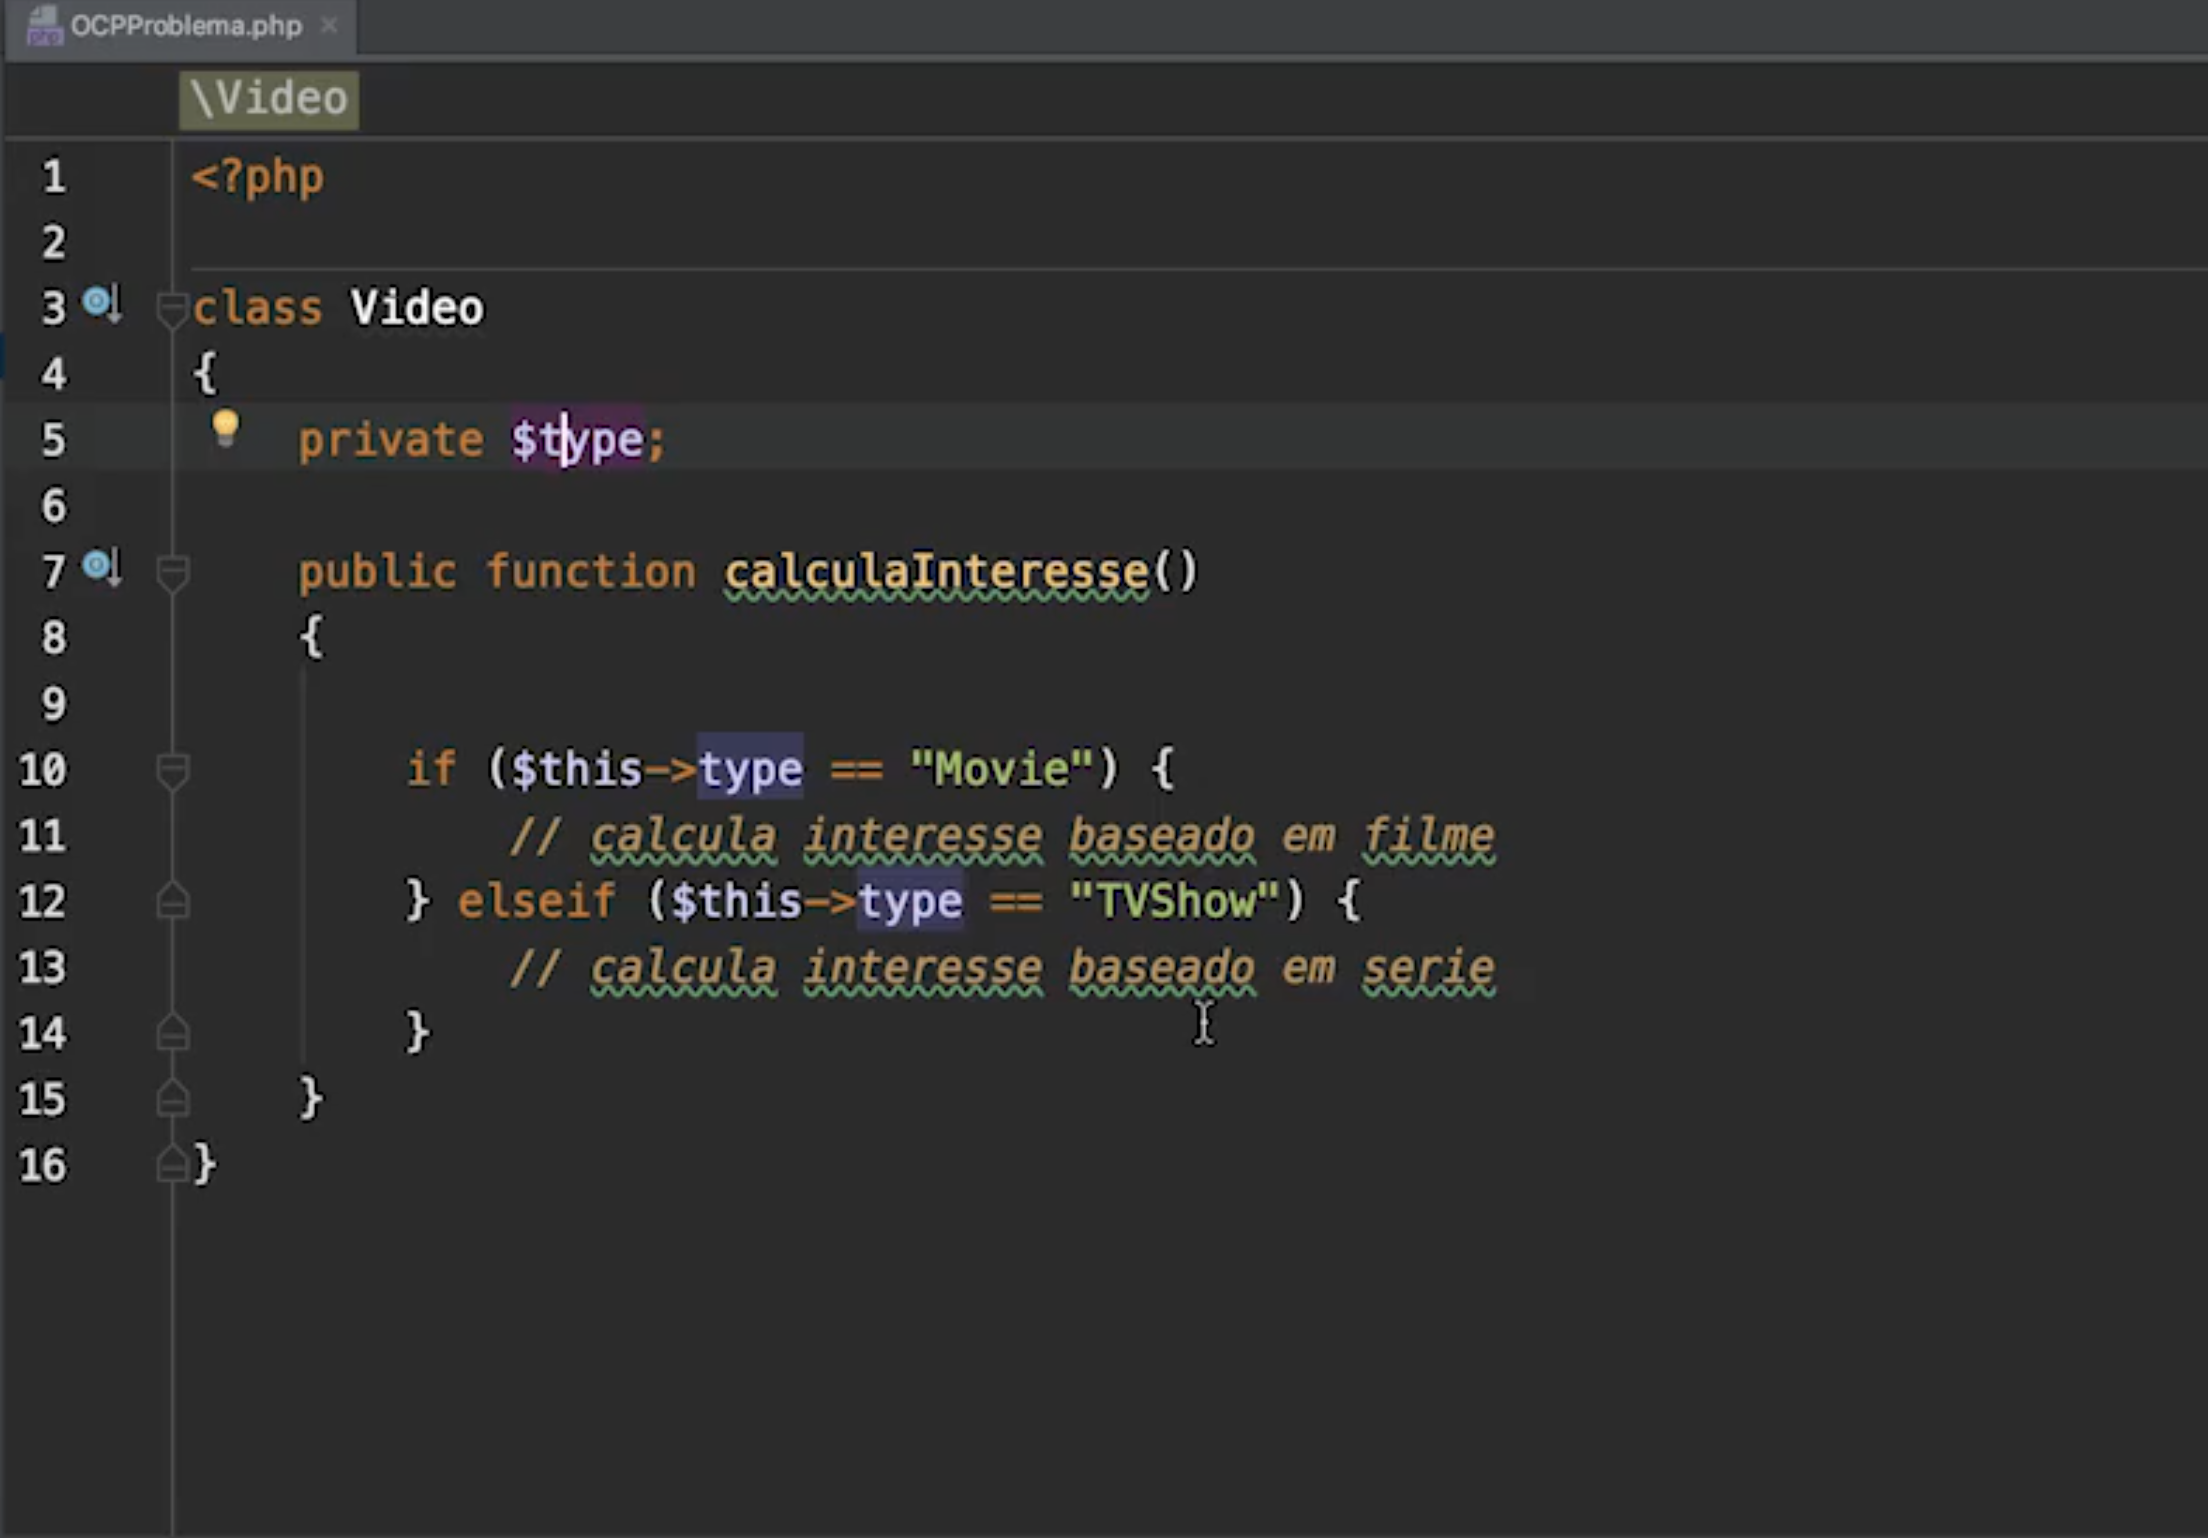 OCPProblema.php
\Video
1 <?php
2
3 class Video
4 {
5 private $type;
6
7 public function calculaInteresse()
8 {
9
10 if ($this->type == "Movie") {
11 // calcula interesse baseado em filme
12 } elseif ($this->type == "TVShow") {
13 // calcula interesse baseado em serie
14 }
15 }
16 }